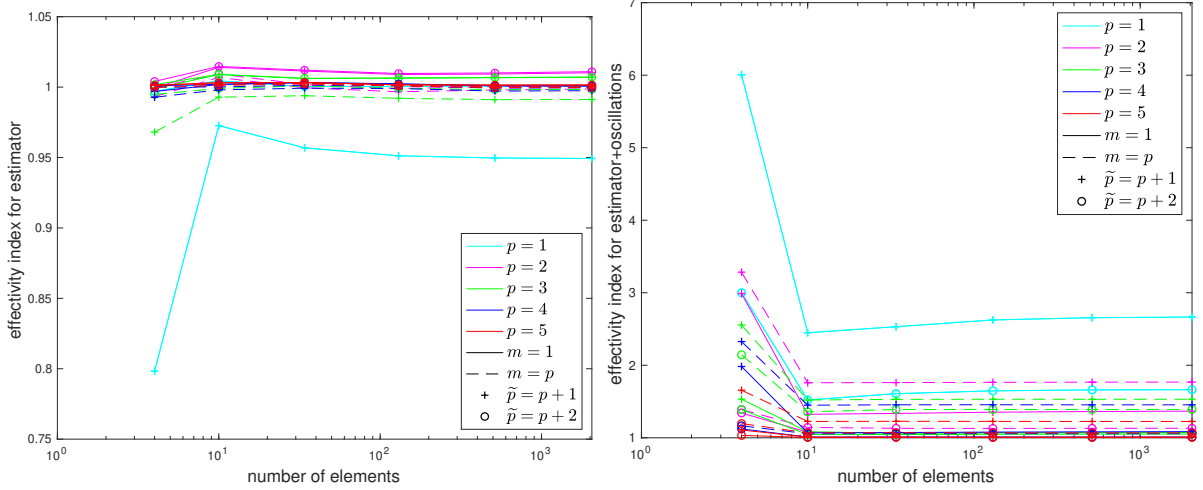 1.05
1
0.95
0.9
0.85
0.8
0.75
10^0
10^1
10^2
10^3
number of elements
effectivity index for estimator
p = 1
p = 2
p = 3
p = 4
p = 5
m = 1
m = p
p̃ = p + 1
p̃ = p + 2
7
6
5
4
3
2
1
10^0
10^1
10^2
10^3
number of elements
effectivity index for estimator+oscillations
p = 1
p = 2
p = 3
p = 4
p = 5
m = 1
m = p
p̃ = p + 1
p̃ = p + 2